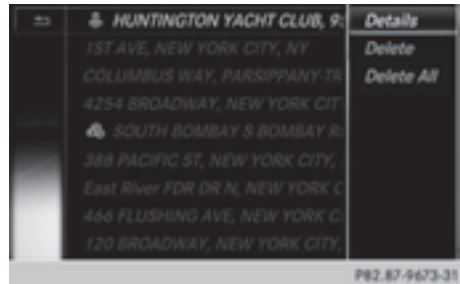 HUNTINGTON YACHT CLUB, 9:
1ST AVE, NEW YORK CITY, NY
COLUMBUS WAY, PARSIPPANY-TR
4254 BROADWAY, NEW YORK CIT
SOUTH BOMBAY S BOMBAY R
388 PACIFIC ST, NEW YORK CITY,
East River FDR DR N, NEW YORK C
466 FLUSHING AVE, NEW YORK C
120 BROADWAY, NEW YORK CITY,
Details
Delete
Delete All
P82.87-9673-31